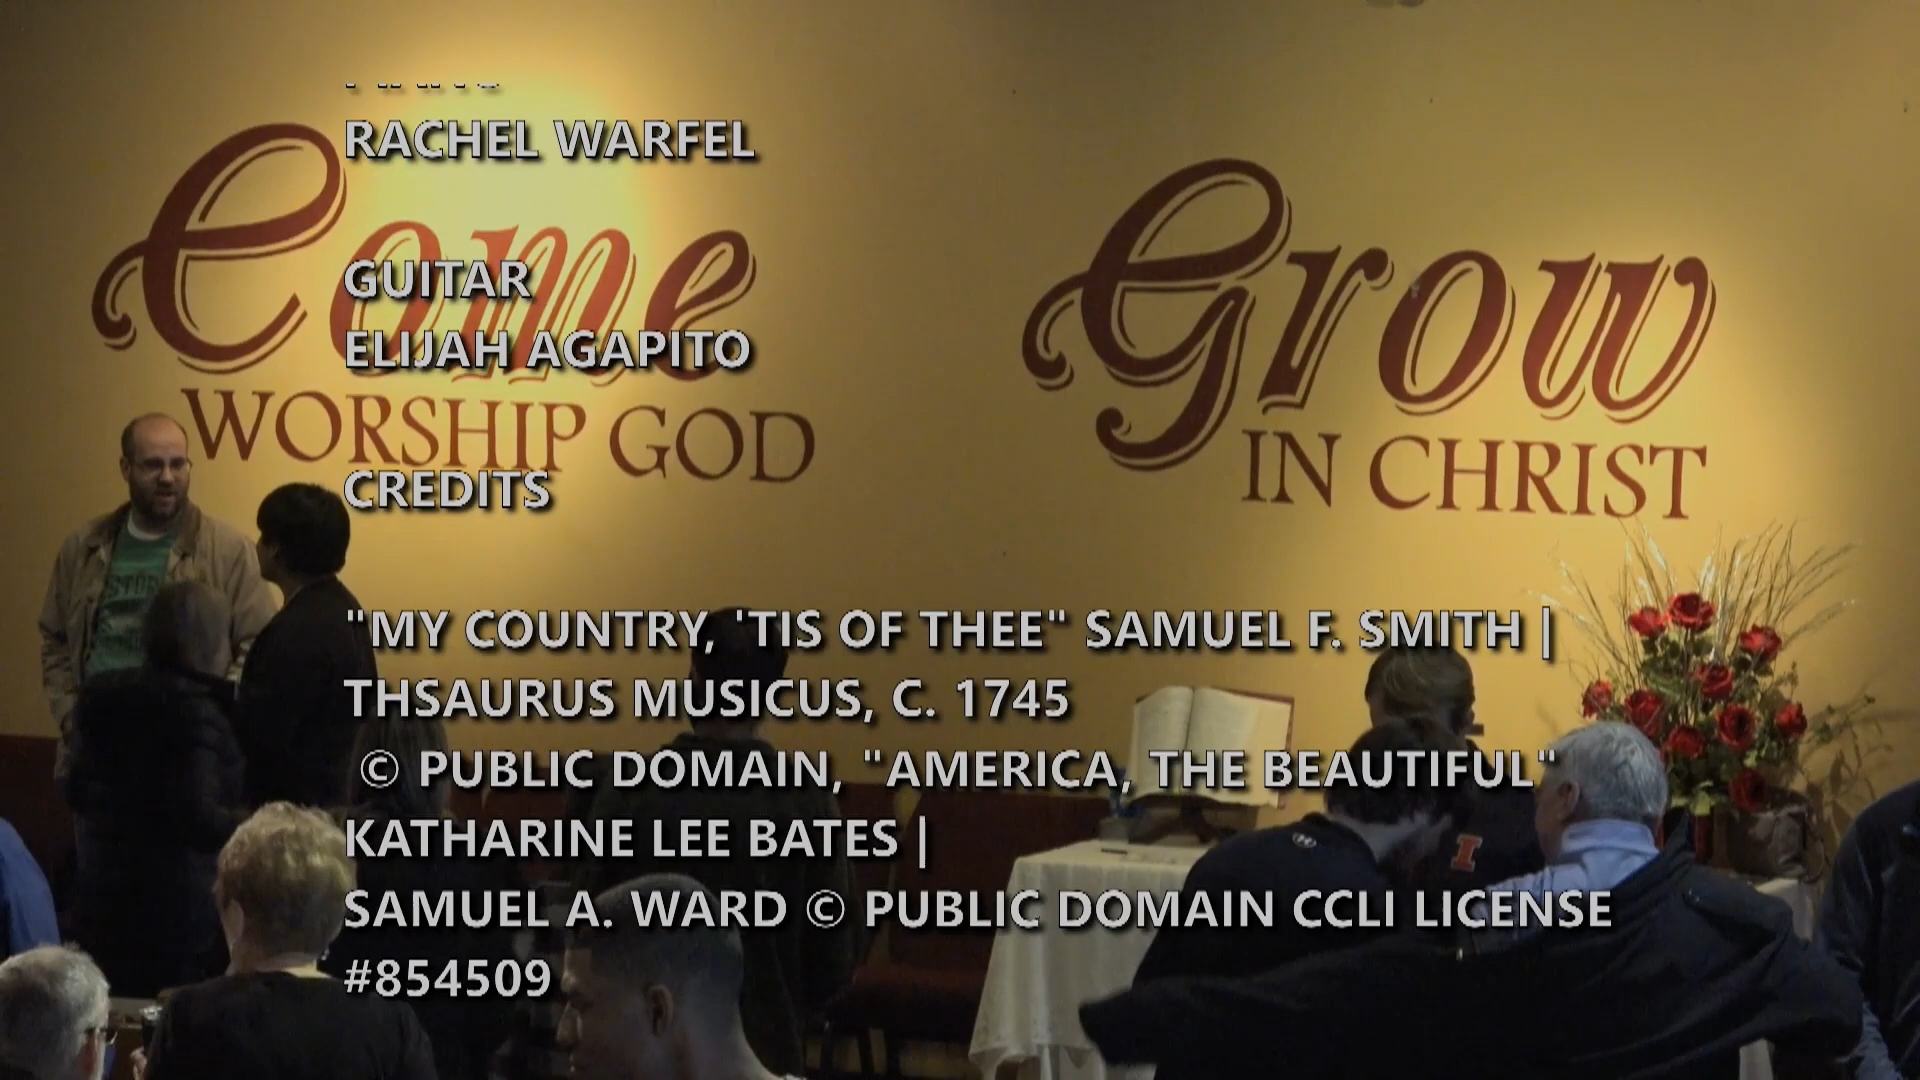 RACHEL WARFEL
GUITAR
ELIJAH AGAPITO
CREDITS
"MY COUNTRY, 'TIS OF THEE" SAMUEL F. SMITH |
THSAURUS MUSICUS, C. 1745
© PUBLIC DOMAIN, "AMERICA, THE BEAUTIFUL"
KATHARINE LEE BATES |
SAMUEL A. WARD © PUBLIC DOMAIN CCLI LICENSE
#854509
Come
WORSHIP GOD
Grow
IN CHRIST
I